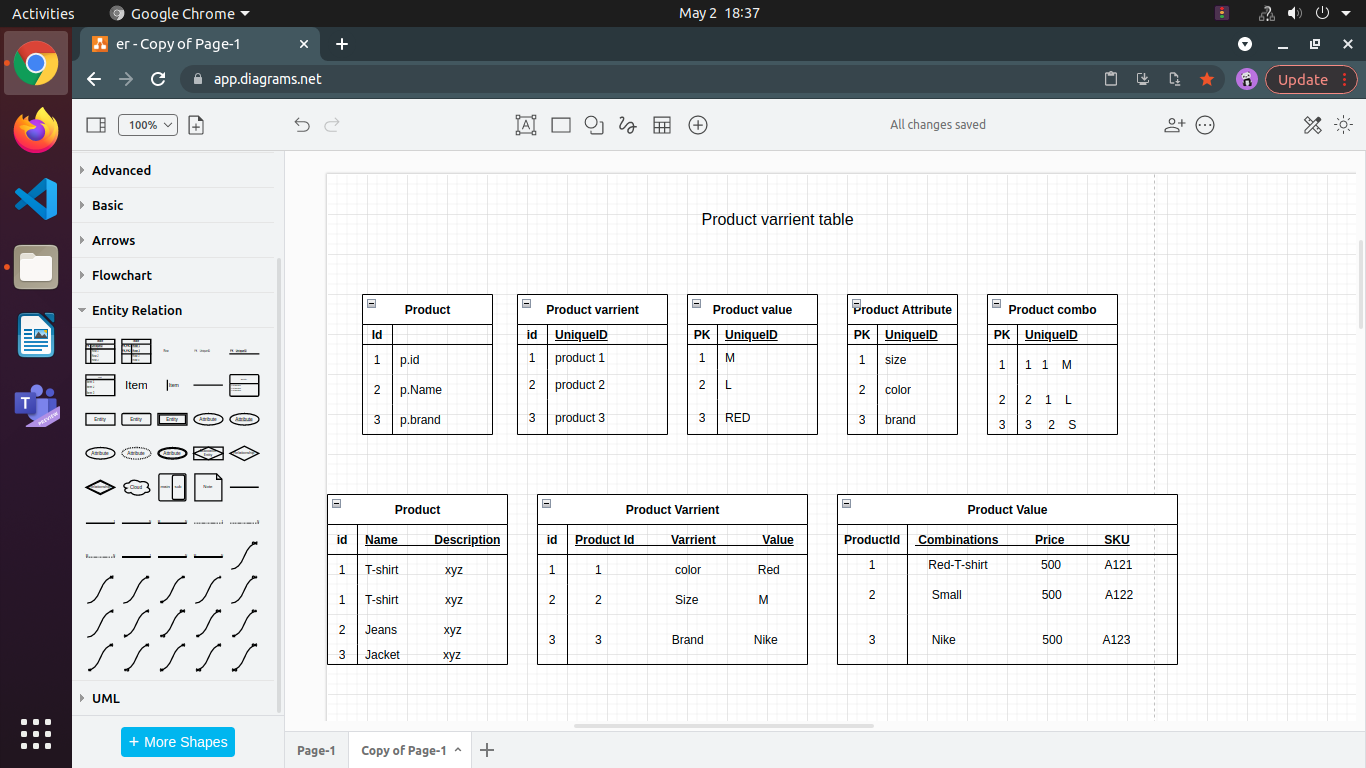 Activities Google Chrome May 2 18:37
er - Copy of Page-1
app.diagrams.net Update
100% All changes saved
Advanced
Basic
Arrows
Flowchart
Entity Relation
Item Item
Entity Entity Entity Attribute Attribute
Attribute Attribute Attribute
Cloud Note
UML
+ More Shapes
Product varrient table
Product
Id
1 p.id
2 p.Name
3 p.brand
Product varrient
id UniqueID
1 product 1
2 product 2
3 product 3
Product value
PK UniqueID
1 M
2 L
3 RED
Product Attribute
PK UniqueID
1 size
2 color
3 brand
Product combo
PK UniqueID
1 1 1 M
2 2 1 L
3 3 2 S
Product
id Name Description
1 T-shirt xyz
1 T-shirt xyz
2 Jeans xyz
3 Jacket xyz
Product Varrient
id Product Id Varrient Value
1 1 color Red
2 2 Size M
3 3 Brand Nike
Product Value
ProductId Combinations Price SKU
1 Red-T-shirt 500 A121
2 Small 500 A122
3 Nike 500 A123
Page-1 Copy of Page-1